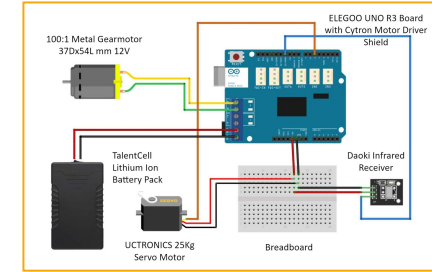 ELEGOO UNO R3 Board
with Cytron Motor Driver
Shield
100:1 Metal Gearmotor
37Dx54L mm 12V
TalentCell
Lithium Ion
Battery Pack
Daoki Infrared
Receiver
SERVO
UCTRONICS 25Kg
Servo Motor
Breadboard